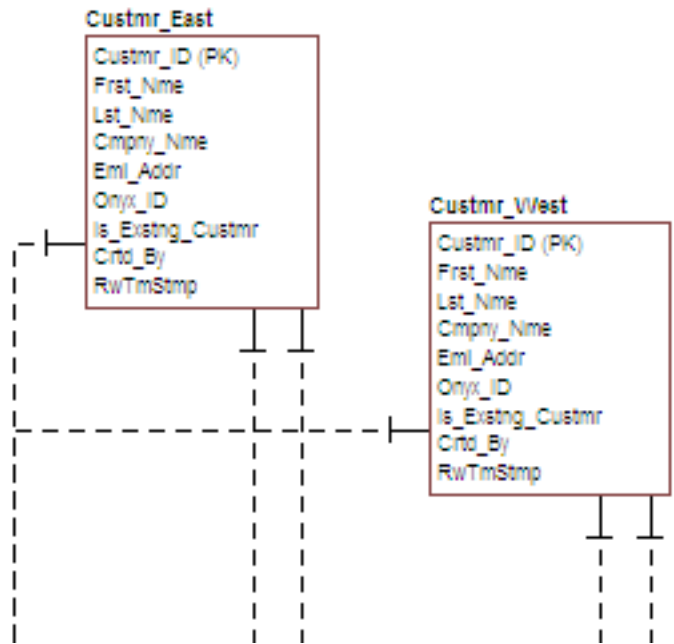 Custmr_East
Custmr_ID (PK)
Frst_Nme
Lst_Nme
Cmpny_Nme
Eml_Addr
Onyx_ID
Is_Exstng_Custmr
Crtd_By
RwTmStmp
Custmr_West
Custmr_ID (PK)
Frst_Nme
Lst_Nme
Cmpny_Nme
Eml_Addr
Onyx_ID
Is_Exstng_Custmr
Crtd_By
RwTmStmp